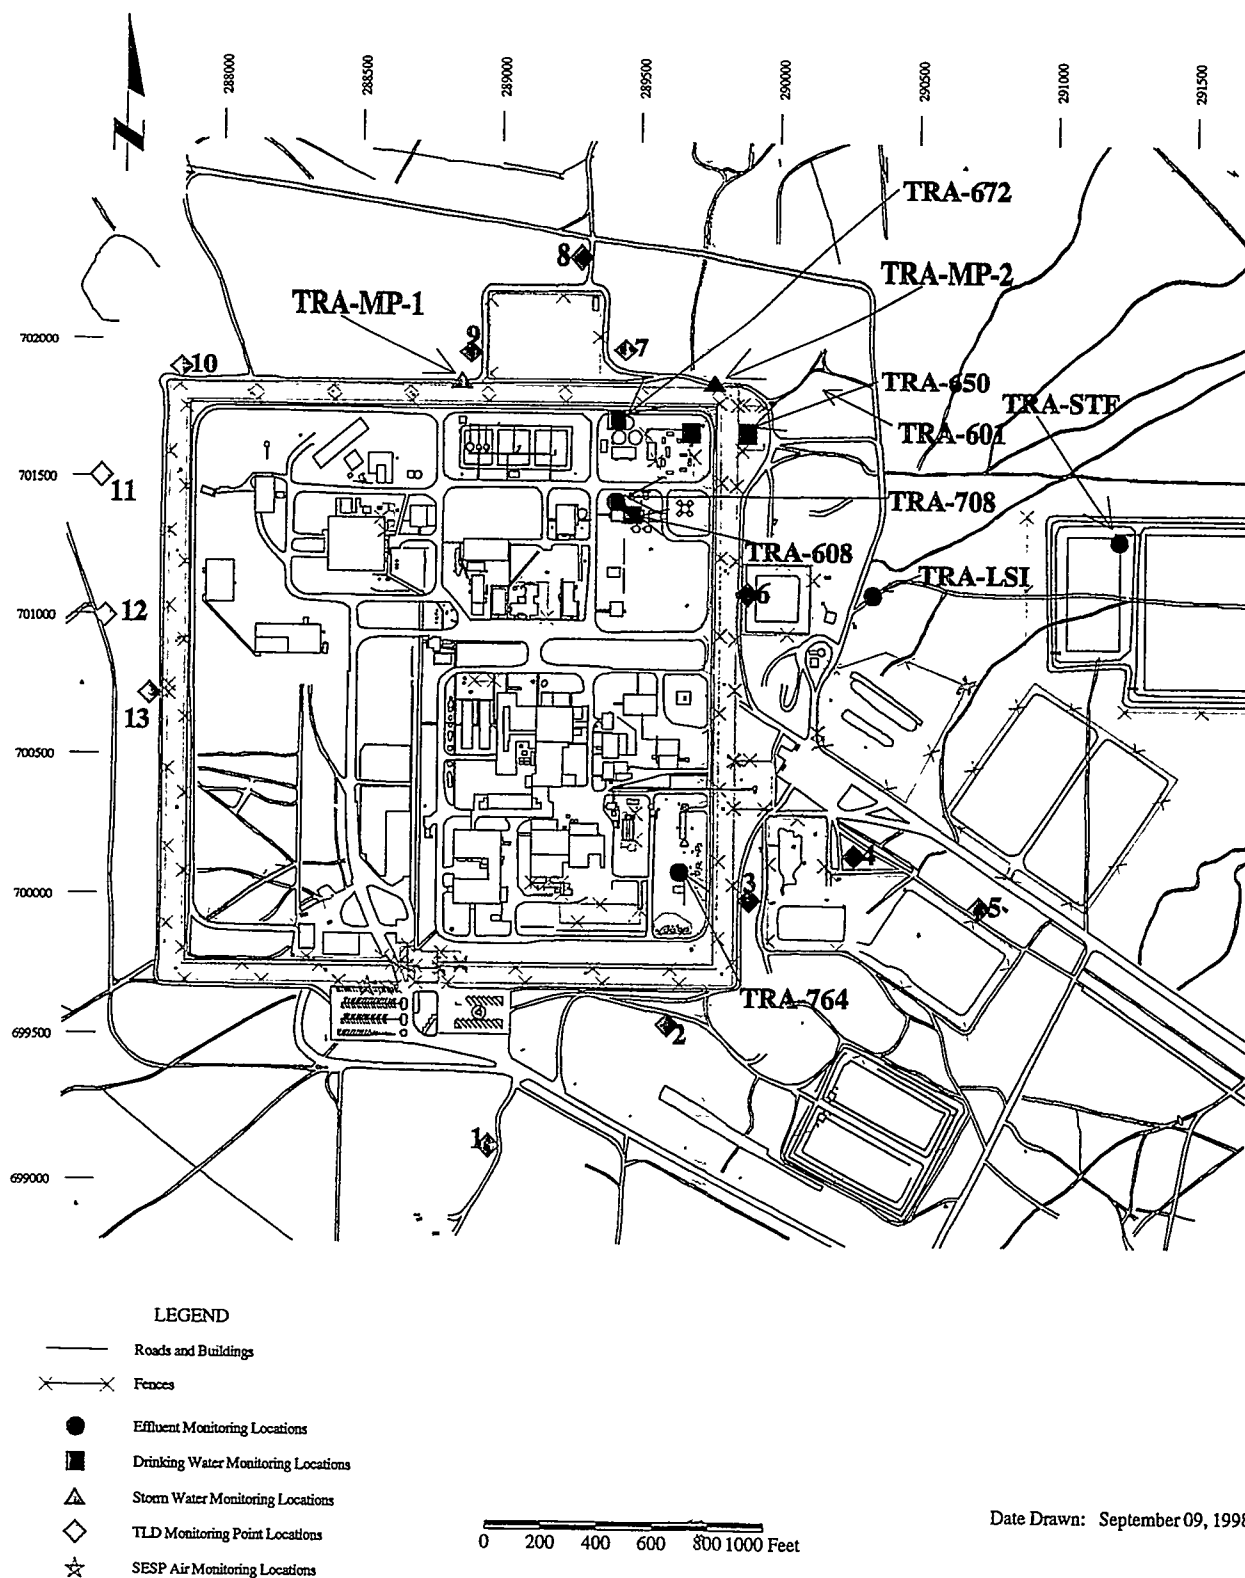 288000
288500
289000
289500
290000
290500
291000
291500
TRA-672
8
TRA-MP-2
TRA-MP-1
702000
9
7
10
TRA-650
TRA-STF
TRA-601
701500
11
TRA-708
TRA-608
TRA-LSI
6
701000
12
13
700500
4
3
700000
5
TRA-764
699500
2
1
699000
LEGEND
Roads and Buildings
Fences
Effluent Monitoring Locations
Drinking Water Monitoring Locations
Storm Water Monitoring Locations
TLD Monitoring Point Locations
SESP Air Monitoring Locations
0 200 400 600 800 1000 Feet
Date Drawn: September 09, 1998